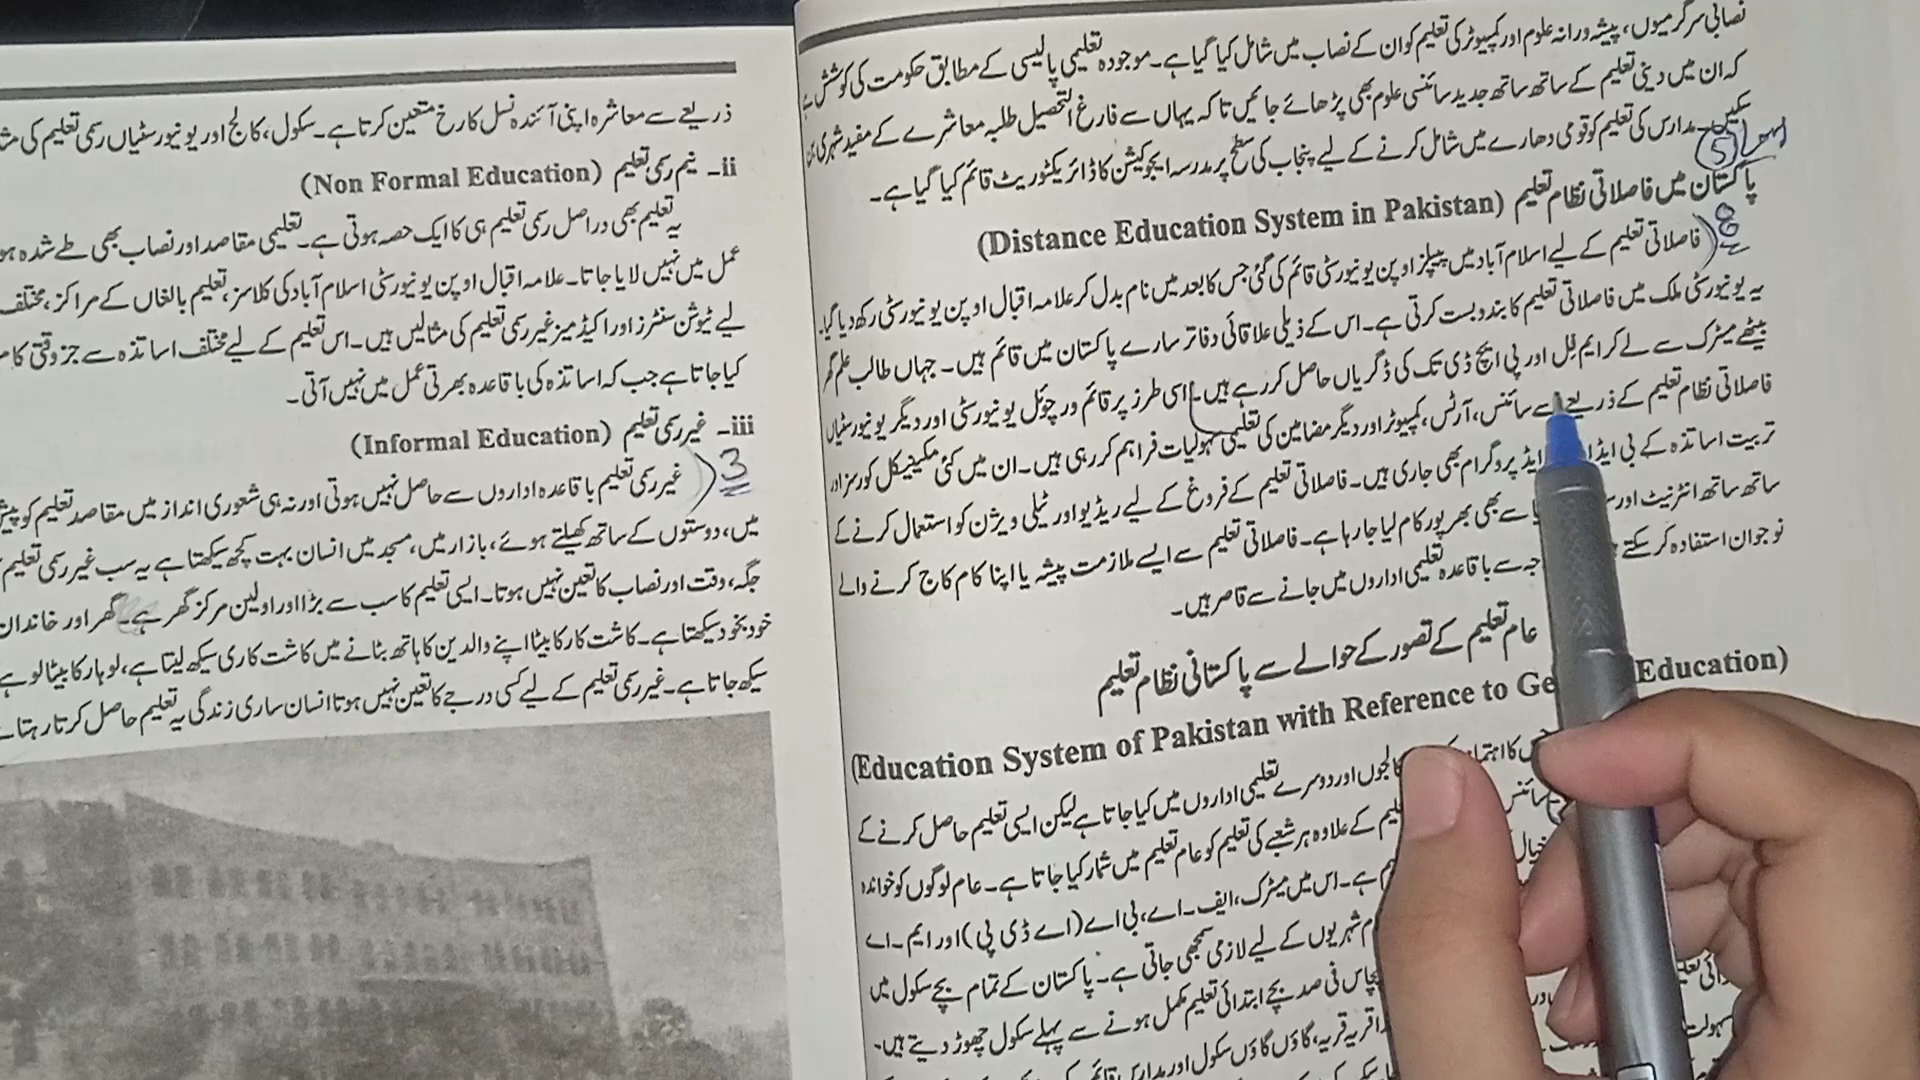 نصابی سرگرمیوں، پیشہ ورانہ علوم اور کمپیوٹر کی تعلیم کو ان کے نصاب میں شامل کیا گیا ہے۔ موجودہ تعلیمی پالیسی کے مطابق حکومت کی کوشش ہے
کہ ان میں دینی تعلیم کے ساتھ ساتھ جدید سائنسی علوم بھی پڑھائے جائیں تاکہ یہاں سے فارغ التحصیل طلبہ معاشرے کے مفید شہری
سکیں۔ مدارس کی تعلیم کو قومی دھارے میں شامل کرنے کے لیے پنجاب کی سطح پر مدرسہ ایجوکیشن کا ڈائریکٹوریٹ قائم کیا گیا ہے۔
5
پاکستان میں فاصلاتی نظام تعلیم (Distance Education System in Pakistan)
8
فاصلاتی تعلیم کے لیے اسلام آباد میں پیپلز اوپن یونیورسٹی قائم کی گئی جس کا بعد میں نام بدل کر علامہ اقبال اوپن یونیورسٹی رکھ دیا گیا۔
یہ یونیورسٹی ملک میں فاصلاتی تعلیم کا بندوبست کرتی ہے۔ اس کے ذیلی علاقائی دفاتر سارے پاکستان میں قائم ہیں۔ جہاں طالب علم گھر
بیٹھے میٹرک سے لے کر ایم فل اور پی ایچ ڈی تک کی ڈگریاں حاصل کر رہے ہیں۔ اسی طرز پر قائم ورچوئل یونیورسٹی اور دیگر یونیورسٹیاں
فاصلاتی نظام تعلیم کے ذریعے سے سائنس، آرٹس، کمپیوٹر اور دیگر مضامین کی تعلیمی سہولیات فراہم کر رہی ہیں۔ ان میں کئی مکینیکل کورسز اور
تربیت اساتذہ کے بی ایڈ ایڈ پروگرام بھی جاری ہیں۔ فاصلاتی تعلیم کے فروغ کے لیے ریڈیو اور ٹیلی ویژن کو استعمال کرنے کے
ساتھ ساتھ انٹرنیٹ اور سے بھی بھرپور کام لیا جا رہا ہے۔ فاصلاتی تعلیم سے ایسے ملازمت پیشہ یا اپنا کام کاج کرنے والے
نوجوان استفادہ کر سکتے جہ سے باقاعدہ تعلیمی اداروں میں جانے سے قاصر ہیں۔
عام تعلیم کے تصور کے حوالے سے پاکستانی نظام تعلیم
(Education System of Pakistan with Reference to Ge Education)
کالجوں اور دوسرے تعلیمی اداروں میں کیا جاتا ہے لیکن ایسی تعلیم حاصل کرنے کے
سائنس کے علاوہ ہر شعبے کی تعلیم کو عام تعلیم میں شمار کیا جاتا ہے۔ عام لوگوں کو خواندہ
ہے۔ اس میں میٹرک، ایف۔اے، بی اے (اے ڈی پی) اور ایم۔اے
شہریوں کے لیے لازمی سمجھی جاتی ہے۔ پاکستان کے تمام بچے سکول میں
پچاس فی صد بچے ابتدائی تعلیم مکمل ہونے سے پہلے سکول چھوڑ دیتے ہیں۔
قریہ قریہ، گاؤں گاؤں سکول اور مدارس
ذریعے سے معاشرہ اپنی آئندہ نسل کا رخ متعین کرتا ہے۔ سکول، کالج اور یونیورسٹیاں رسمی تعلیم کی
ii- نیم رسمی تعلیم (Non Formal Education)
یہ تعلیم بھی دراصل رسمی تعلیم ہی کا ایک حصہ ہوتی ہے۔ تعلیمی مقاصد اور نصاب بھی طے شدہ
عمل میں نہیں لایا جاتا۔ علامہ اقبال اوپن یونیورسٹی اسلام آباد کی کلاسز، تعلیم بالغاں کے مراکز، مختلف
لیے ٹیوشن سنٹرز اور اکیڈمیز غیر رسمی تعلیم کی مثالیں ہیں۔ اس تعلیم کے لیے مختلف اساتذہ سے جز وقتی کام
کیا جاتا ہے جب کہ اساتذہ کی باقاعدہ بھرتی عمل میں نہیں آتی۔
iii- غیر رسمی تعلیم (Informal Education)
3
غیر رسمی تعلیم باقاعدہ اداروں سے حاصل نہیں ہوتی اور نہ ہی شعوری انداز میں مقاصد تعلیم کو
میں، دوستوں کے ساتھ کھیلتے ہوئے، بازار میں، مسجد میں انسان بہت کچھ سیکھتا ہے یہ سب غیر رسمی تعلیم
جگہ، وقت اور نصاب کا تعین نہیں ہوتا۔ ایسی تعلیم کا سب سے بڑا اور اولین مرکز گھر ہے۔ گھر اور خاندان
خود بخود سیکھتا ہے۔ کاشت کار کا بیٹا اپنے والدین کا ہاتھ بٹانے میں کاشت کاری سیکھ لیتا ہے، لوہار کا بیٹا
سیکھ جاتا ہے۔ غیر رسمی تعلیم کے لیے کسی درجے کا تعین نہیں ہوتا انسان ساری زندگی یہ تعلیم حاصل کرتا رہتا